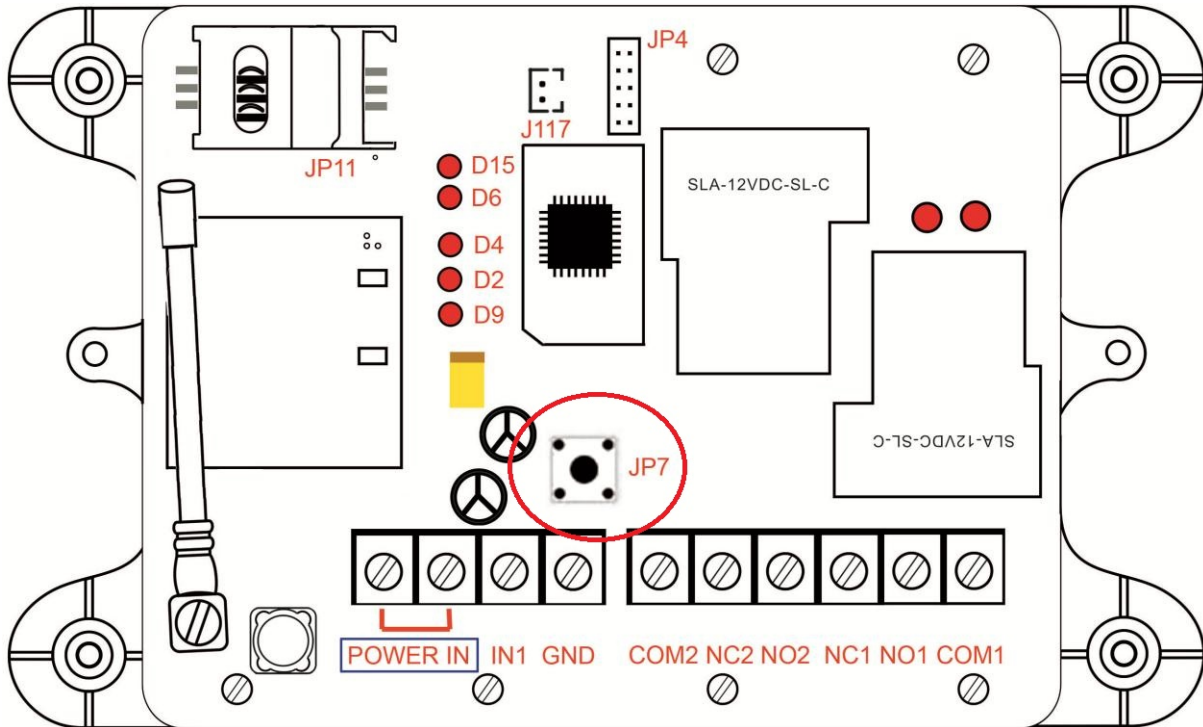 JP4
J117
JP11
D15
D6
D4
D2
D9
SLA-12VDC-SL-C
SLA-12VDC-SL-C
JP7
POWER IN IN1 GND COM2 NC2 NO2 NC1 NO1 COM1